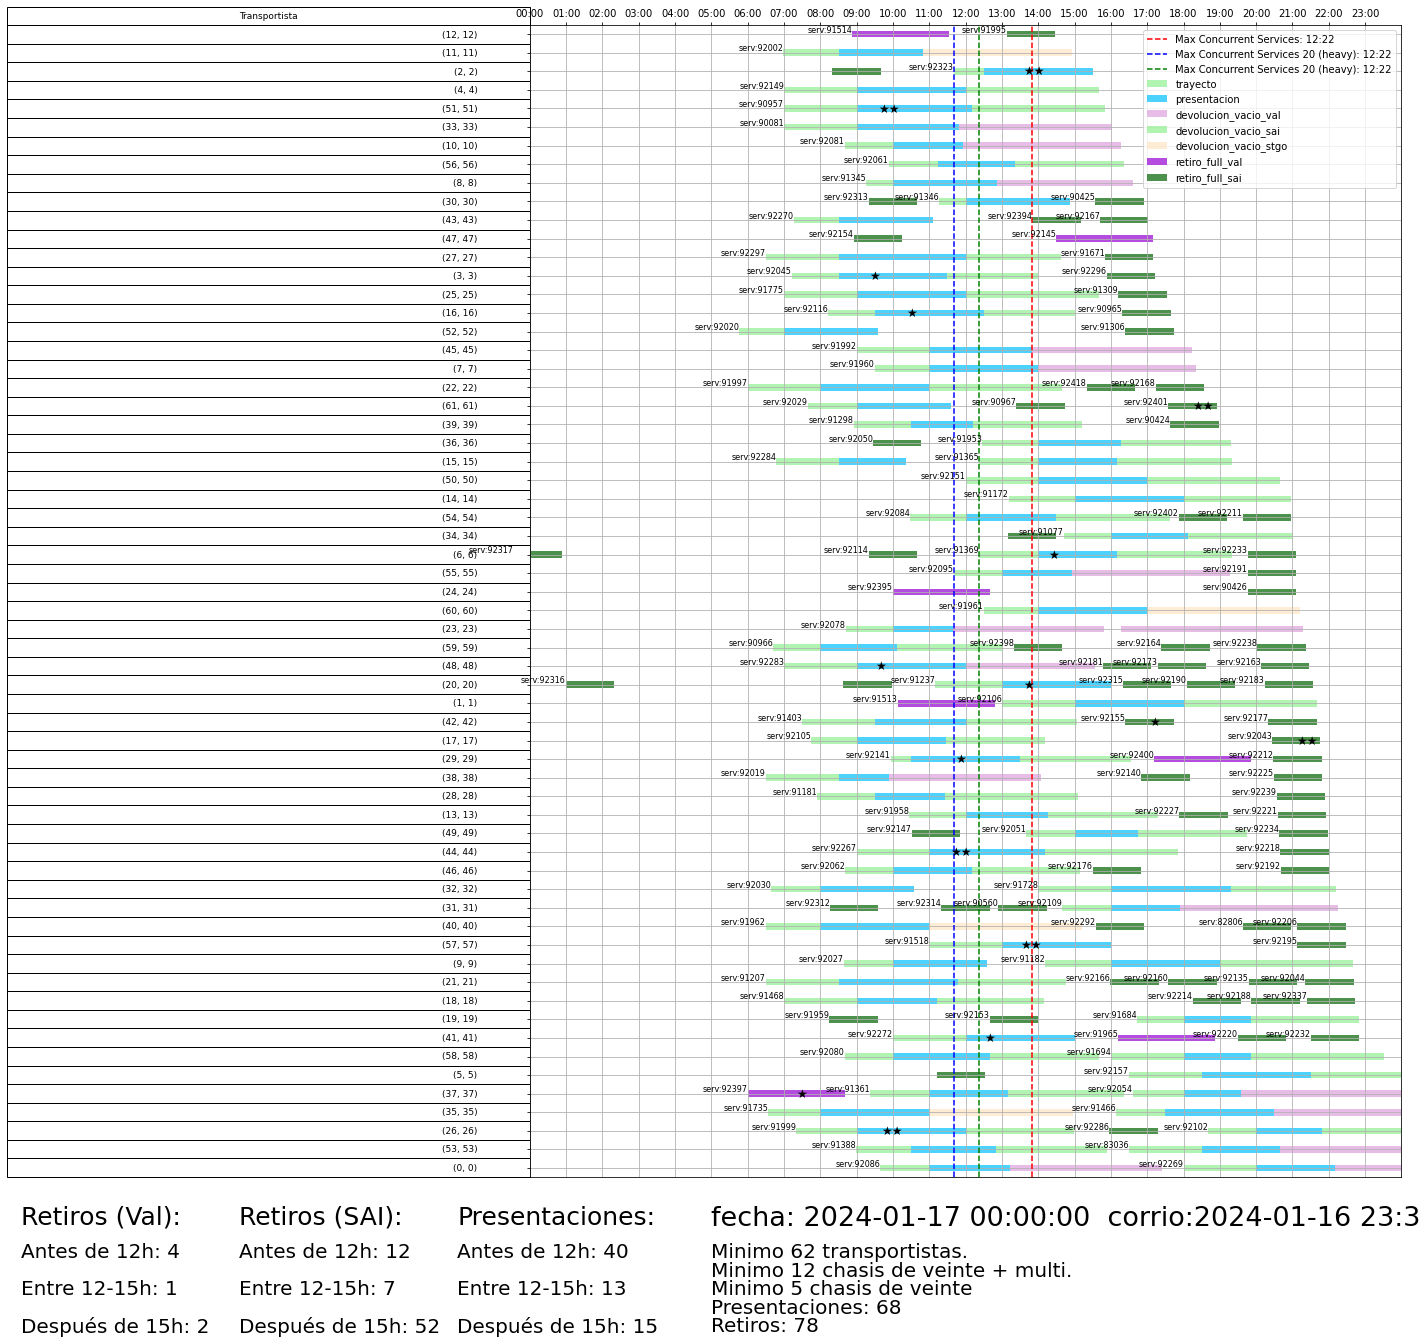 Transportista
00:00 01:00 02:00 03:00 04:00 05:00 06:00 07:00 08:00 09:00 10:00 11:00 12:00 13:00 14:00 15:00 16:00 17:00 18:00 19:00 20:00 21:00 22:00 23:00
(12, 12) serv:91514 serv:91995
(11, 11) serv:92002
(2, 2) serv:92323
(4, 4) serv:92149
(51, 51) serv:90957
(33, 33) serv:90081
(10, 10) serv:92081
(56, 56) serv:92061
(8, 8) serv:91345
(30, 30) serv:92313 serv:91346 serv:90425
(43, 43) serv:92270 serv:92394 serv:92167
(47, 47) serv:92154 serv:92145
(27, 27) serv:92297 serv:91671
(3, 3) serv:92045 serv:92296
(25, 25) serv:91775 serv:91309
(16, 16) serv:92116 serv:90965
(52, 52) serv:92020 serv:91306
(45, 45) serv:91992
(7, 7) serv:91960
(22, 22) serv:91997 serv:92418 serv:92168
(61, 61) serv:92029 serv:90967 serv:92401
(39, 39) serv:91298 serv:90424
(36, 36) serv:92050 serv:91953
(15, 15) serv:92284 serv:91365
(50, 50) serv:92151
(14, 14) serv:91172
(54, 54) serv:92084 serv:92402 serv:92211
(34, 34) serv:91077
(6, 6) serv:92317 serv:92114 serv:91369 serv:92233
(55, 55) serv:92095 serv:92191
(24, 24) serv:92395 serv:90426
(60, 60) serv:91961
(23, 23) serv:92078
(59, 59) serv:90966 serv:92398 serv:92164 serv:92238
(48, 48) serv:92283 serv:92181 serv:92173 serv:92163
(20, 20) serv:92316 serv:91237 serv:92315 serv:92190 serv:92183
(1, 1) serv:91513 serv:92106
(42, 42) serv:91403 serv:92155 serv:92177
(17, 17) serv:92105 serv:92043
(29, 29) serv:92141 serv:92400 serv:92212
(38, 38) serv:92019 serv:92140 serv:92225
(28, 28) serv:91181 serv:92239
(13, 13) serv:91958 serv:92227 serv:92221
(49, 49) serv:92147 serv:92051 serv:92234
(44, 44) serv:92267 serv:92218
(46, 46) serv:92062 serv:92176 serv:92192
(32, 32) serv:92030 serv:91728
(31, 31) serv:92312 serv:92314 serv:90560 serv:92109
(40, 40) serv:91962 serv:92292 serv:82806 serv:92206
(57, 57) serv:91518 serv:92195
(9, 9) serv:92027 serv:91182
(21, 21) serv:91207 serv:92166 serv:92160 serv:92135 serv:92044
(18, 18) serv:91468 serv:92214 serv:92188 serv:92337
(19, 19) serv:91959 serv:92153 serv:91684
(41, 41) serv:92272 serv:91965 serv:92220 serv:92232
(58, 58) serv:92080 serv:91694
(5, 5) serv:92157
(37, 37) serv:92397 serv:91361 serv:92054
(35, 35) serv:91735 serv:91466
(26, 26) serv:91999 serv:92286 serv:92102
(53, 53) serv:91388 serv:83036
(0, 0) serv:92086 serv:92269
Max Concurrent Services: 12:22
Max Concurrent Services 20 (heavy): 12:22
Max Concurrent Services 20 (heavy): 12:22
trayecto
presentacion
devolucion_vacio_val
devolucion_vacio_sai
devolucion_vacio_stgo
retiro_full_val
retiro_full_sai
Retiros (Val):
Antes de 12h: 4
Entre 12-15h: 1
Después de 15h: 2
Retiros (SAI):
Antes de 12h: 12
Entre 12-15h: 7
Después de 15h: 52
Presentaciones:
Antes de 12h: 40
Entre 12-15h: 13
Después de 15h: 15
fecha: 2024-01-17 00:00:00 corrio:2024-01-16 23:3
Minimo 62 transportistas.
Minimo 12 chasis de veinte + multi.
Minimo 5 chasis de veinte
Presentaciones: 68
Retiros: 78